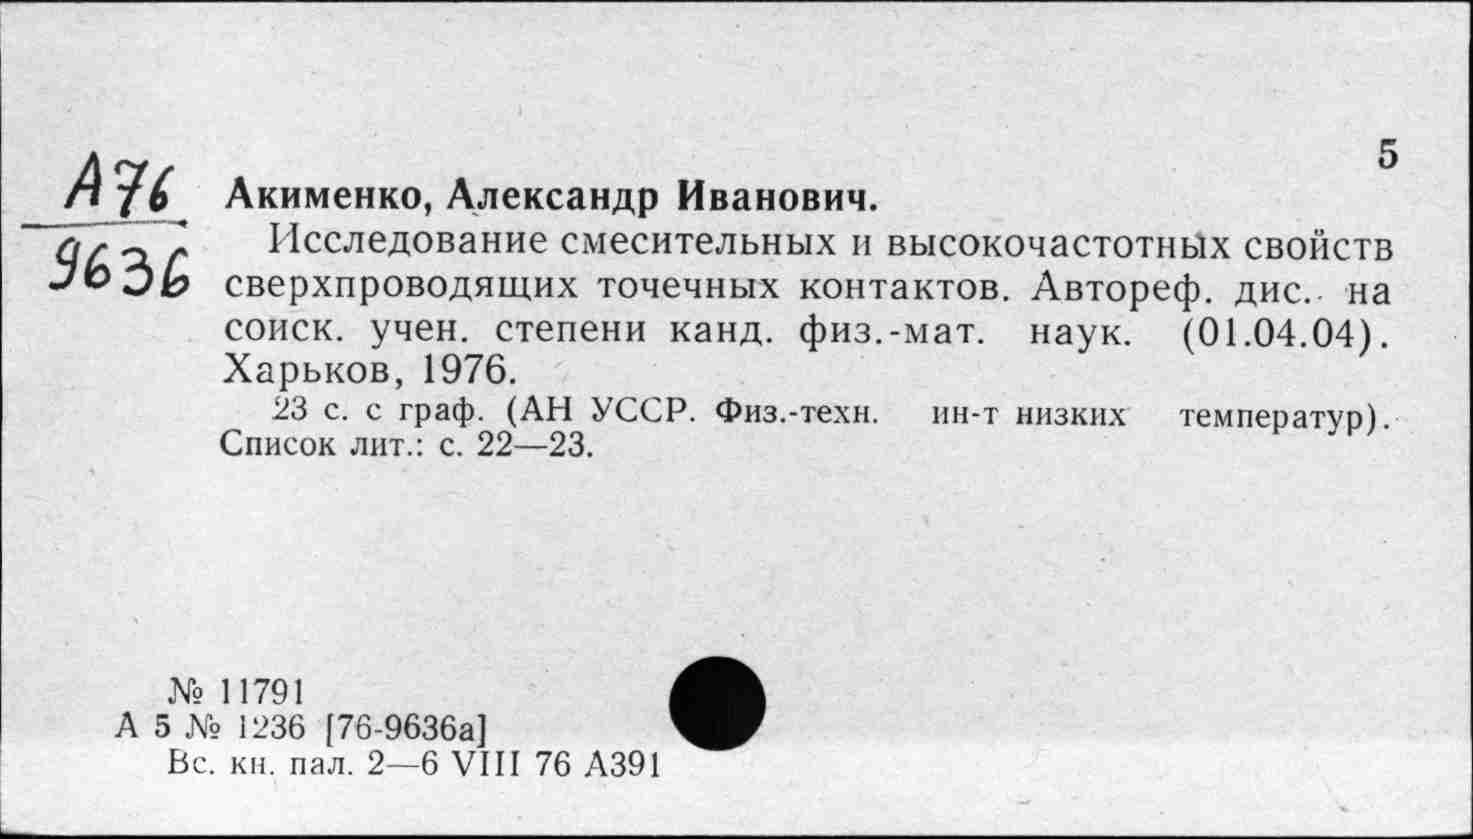 5
А76
9636
Акименко, Александр Иванович.
Исследование смесительных и высокочастотных свойств
сверхпроводящих точечных контактов. Автореф. дис. на
соиск. учен. степени канд. физ.-мат. наук. (01.04.04).
Харьков, 1976.
23 с. с граф. (АН УССР. Физ.-техн. ин-т низких температур).
Список лит.: с. 22—23.
№ 11791
А 5 № 1236 [76-9636а]
Вс. кн. пал. 2—6 VIII 76 А391